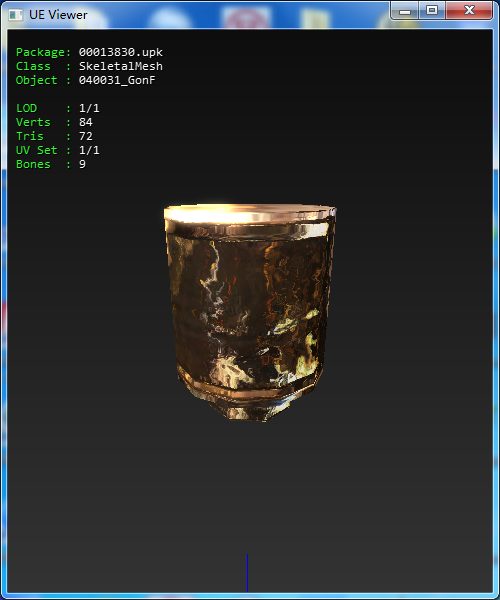 UE Viewer
Package: 00013830.upk
Class : SkeletalMesh
Object : 040031_GonF
LOD : 1/1
Verts : 84
Tris : 72
UV Set : 1/1
Bones : 9